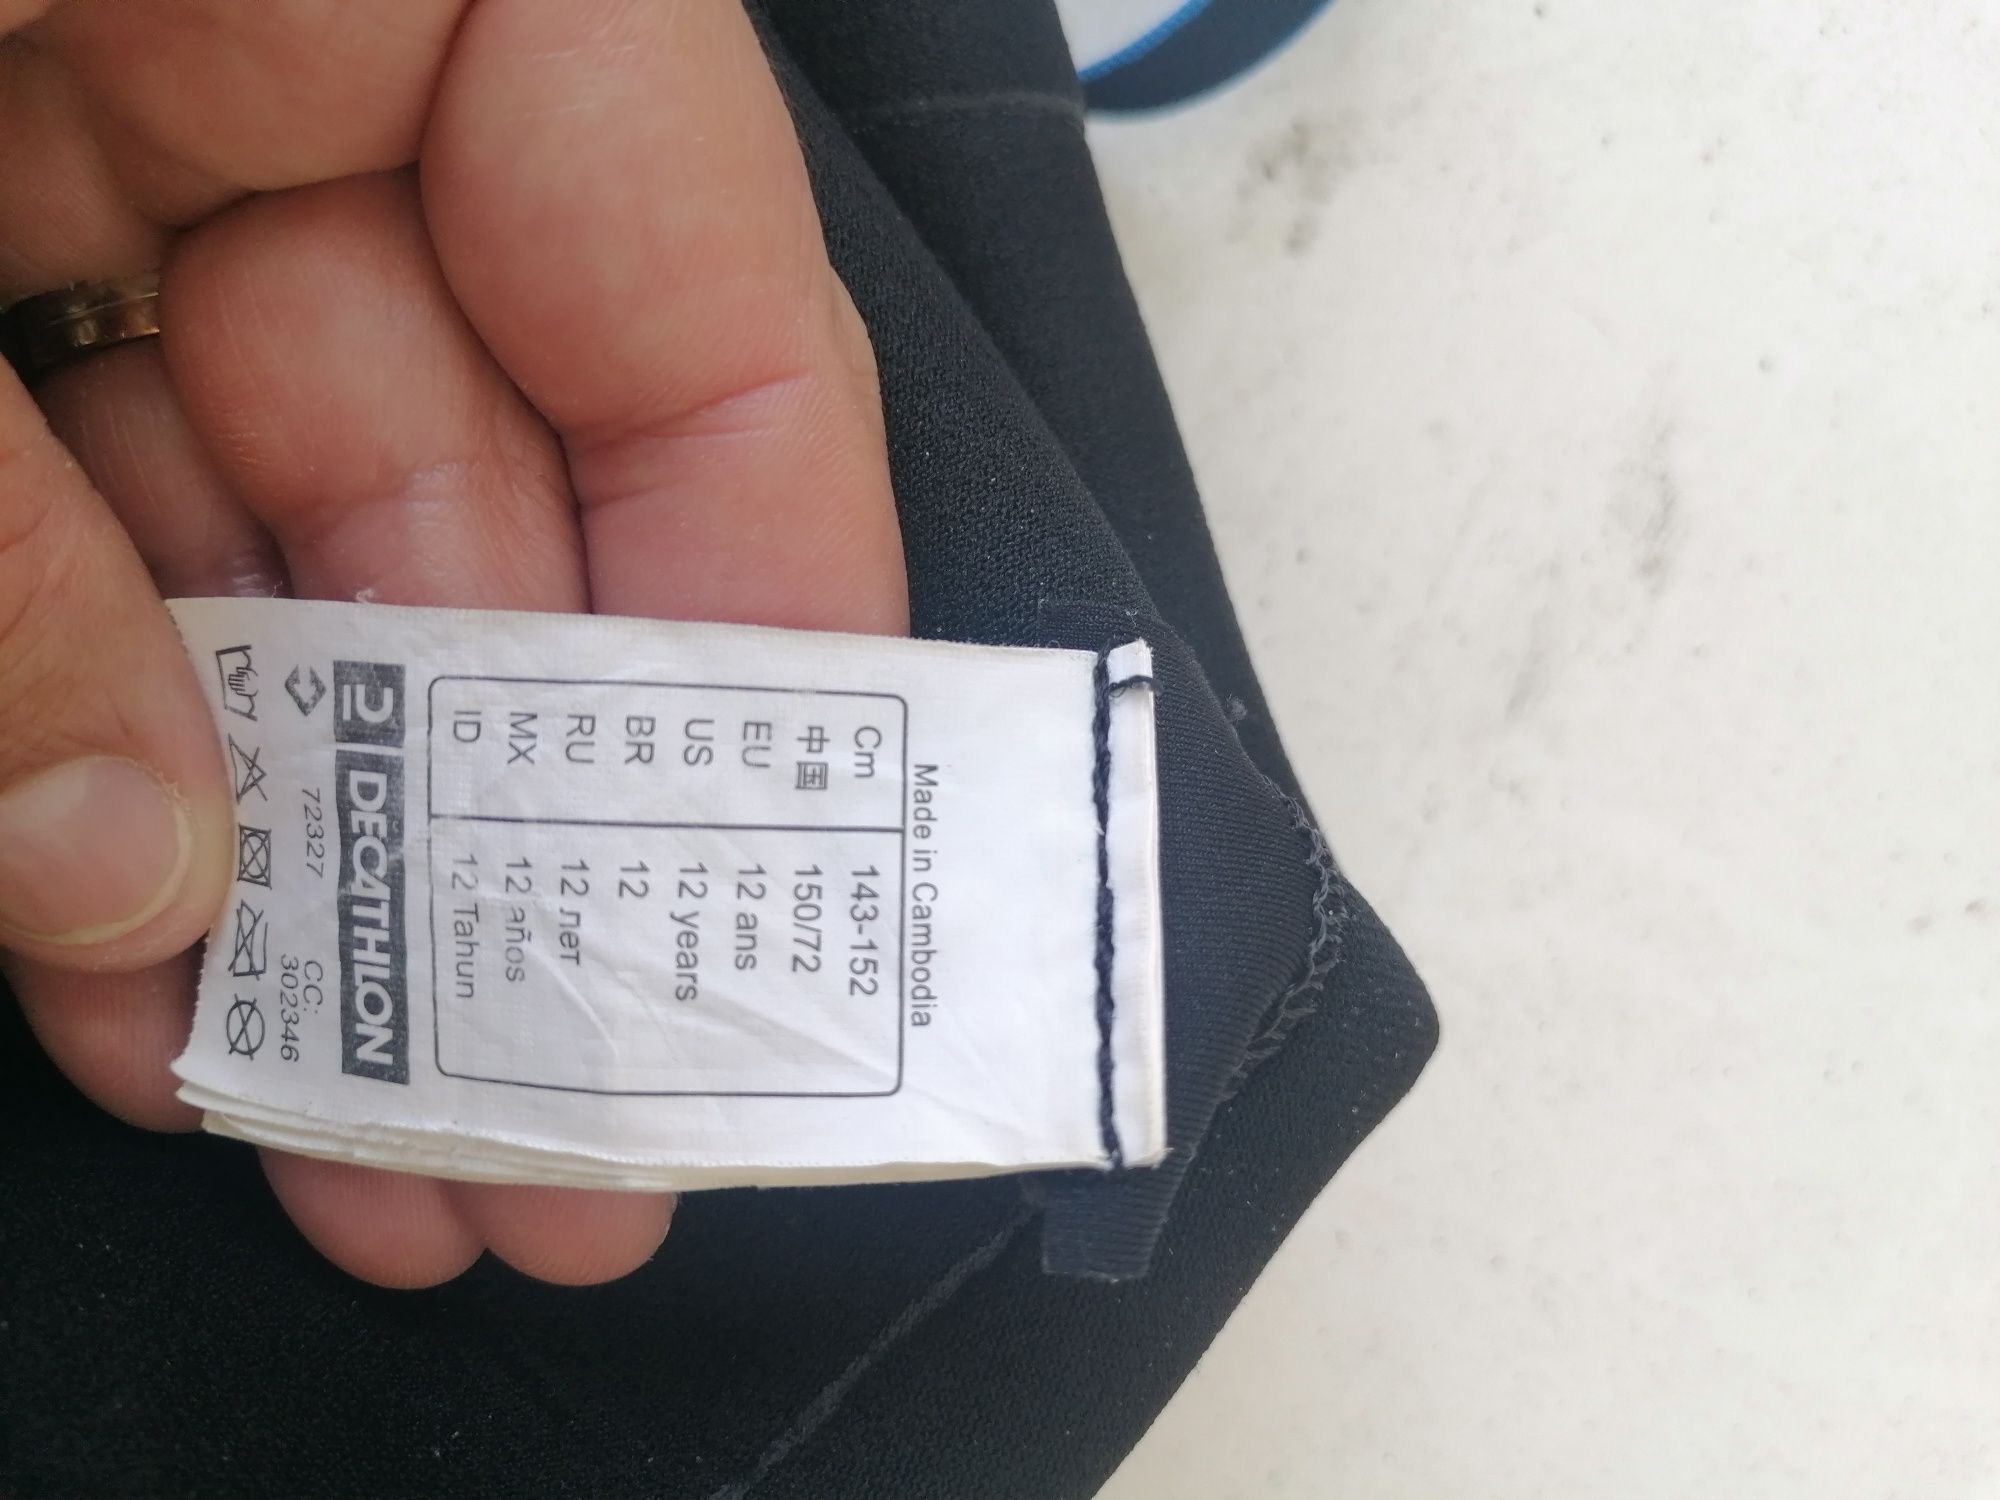 Made in Cambodia
Cm 143-152
中国 150/72
EU 12 ans
US 12 years
BR 12
RU 12 лет
MX 12 años
ID 12 Tahun
DECATHLON
72327 CC:
302346